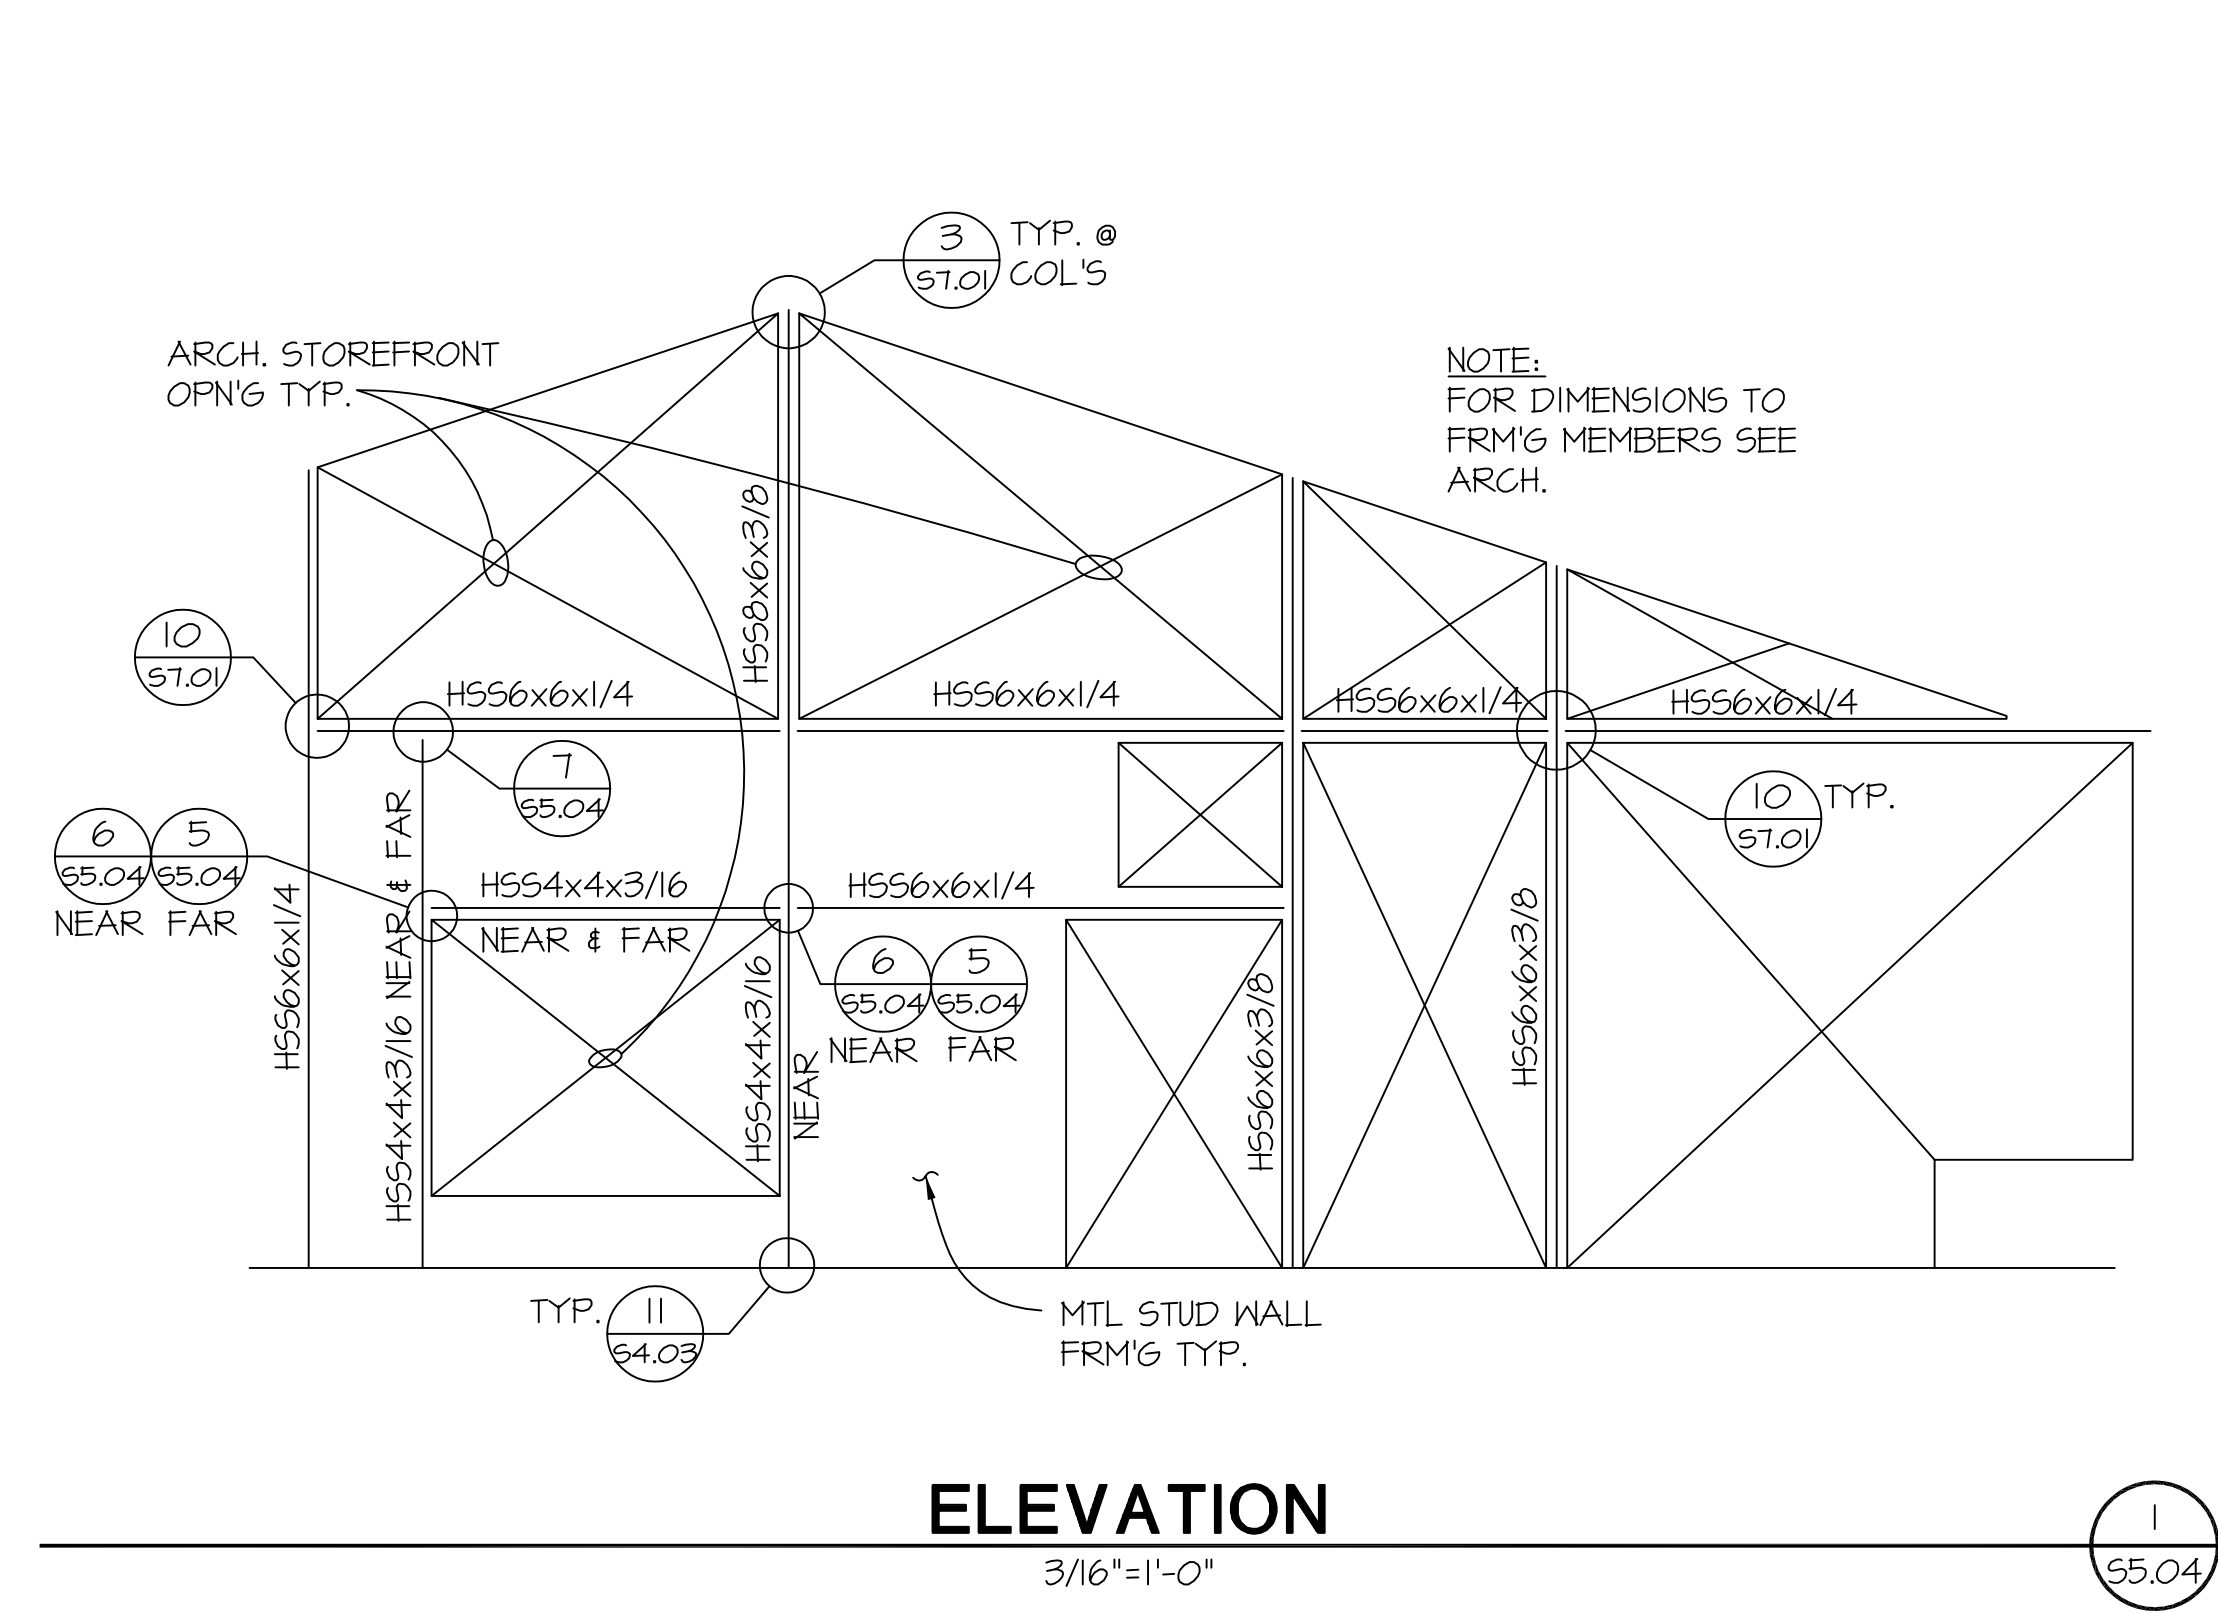 3
S7.01
TYP. @
COL'S
ARCH. STOREFRONT
OPN'G TYP.
NOTE:
FOR DIMENSIONS TO
FRM'G MEMBERS SEE
ARCH.
HSS8x6x3/8
10
S7.01
HSS6x6x1/4
HSS6x6x1/4
HSS6x6x1/4
HSS6x6x1/4
7
S5.04
10
S7.01
TYP.
6
S5.04
NEAR
5
S5.04
FAR
HSS6x6x1/4
HSS4x4x3/16 NEAR & FAR
HSS4x4x3/16
NEAR & FAR
HSS6x6x1/4
6
S5.04
NEAR
5
S5.04
FAR
HSS4x4x3/16
NEAR
HSS6x6x3/8
HSS6x6x3/8
TYP.
11
S4.03
MTL STUD WALL
FRM'G TYP.
ELEVATION
3/16"=1'-0"
1
S5.04